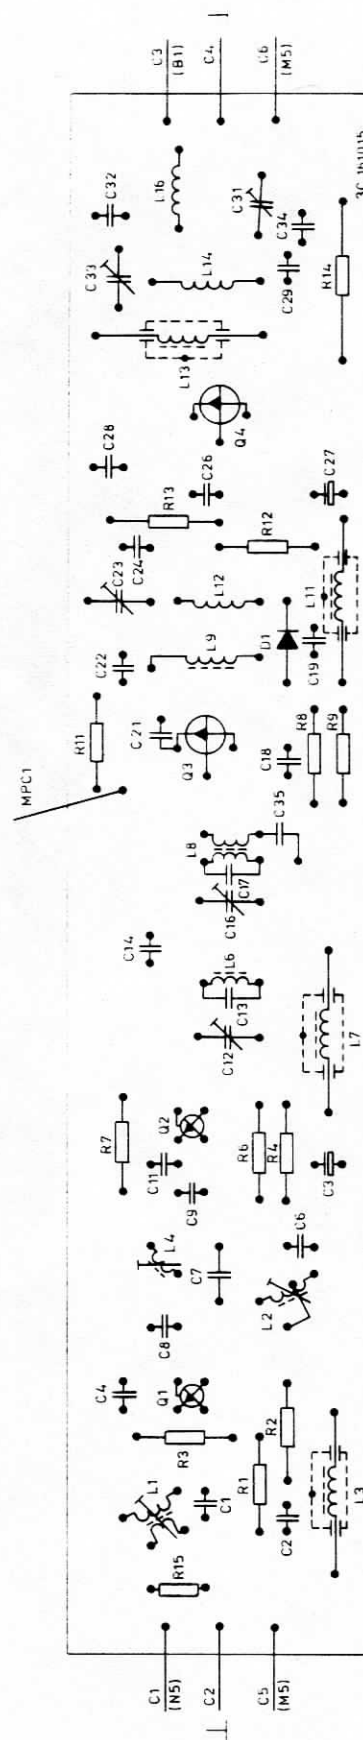 C3
(B1)
C4
C6
(M5)
3C.161015
C32
L16
C31
C34
C33
L14
C29
R14
L13
Q4
C28
C26
C27
R13
R12
C24
C23
L12
L11
C22
L9
D1
C19
R11
C21
Q3
C18
R8
R9
MPC1
L8
C35
C17
C16
C14
L6
C13
C12
L7
R7
Q2
R6
R4
C11
C9
C3
L4
C7
C6
L2
C8
C4
Q1
R3
R2
L1
C1
R1
C2
L3
R15
C1
(N5)
C2
C5
(M5)